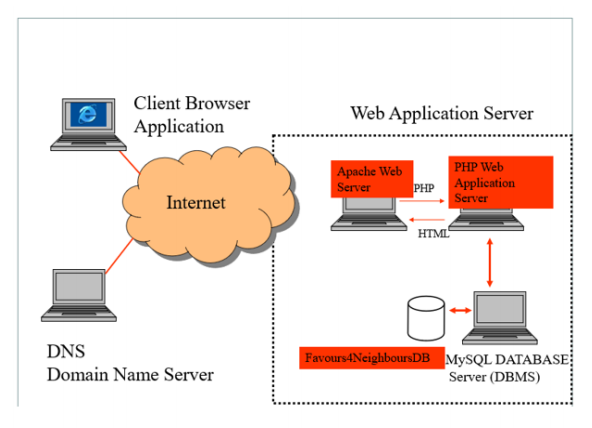 Client Browser
Application
Web Application Server
Apache Web
Server
PHP
PHP Web
Application
Server
HTML
Internet
Favours4NeighboursDB
MySQL DATABASE
Server (DBMS)
DNS
Domain Name Server